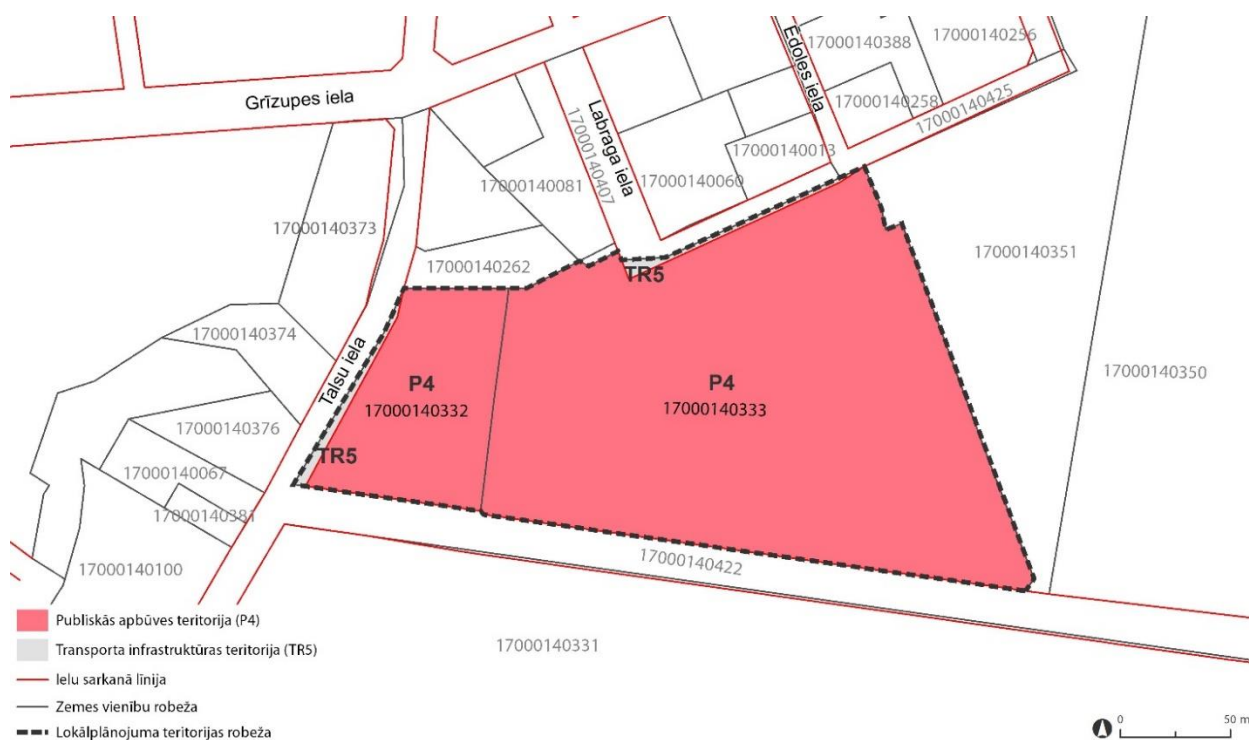 17000140388
17000140256
Edoles iela
17000140258
17000140425
Grīzupes iela
Labraga iela
17000140407
17000140013
17000140060
17000140081
17000140373
17000140262
17000140351
TR5
17000140374
Talsu iela
P4
17000140332
P4
17000140333
17000140350
17000140376
TR5
17000140067
17000140381
17000140422
17000140100
17000140331
Publiskās apbūves teritorija (P4)
Transporta infrastruktūras teritorija (TR5)
Ielu sarkanā līnija
Zemes vienību robeža
Lokālplānojuma teritorijas robeža
0
50 m